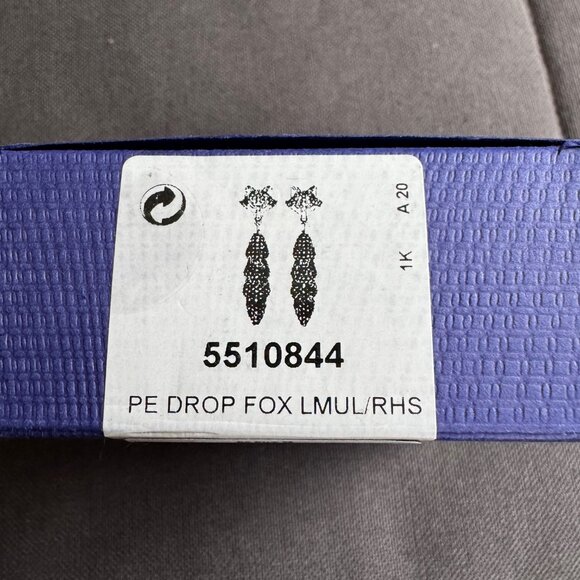 A 20
1K
5510844
PE DROP FOX LMUL/RHS